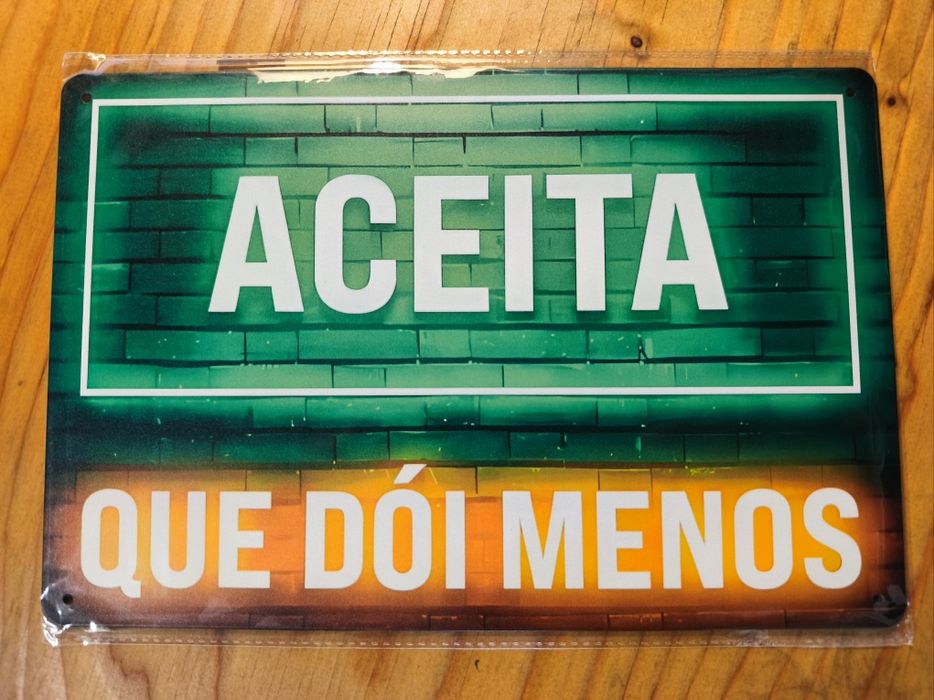 ACEITA
QUE DÓI MENOS